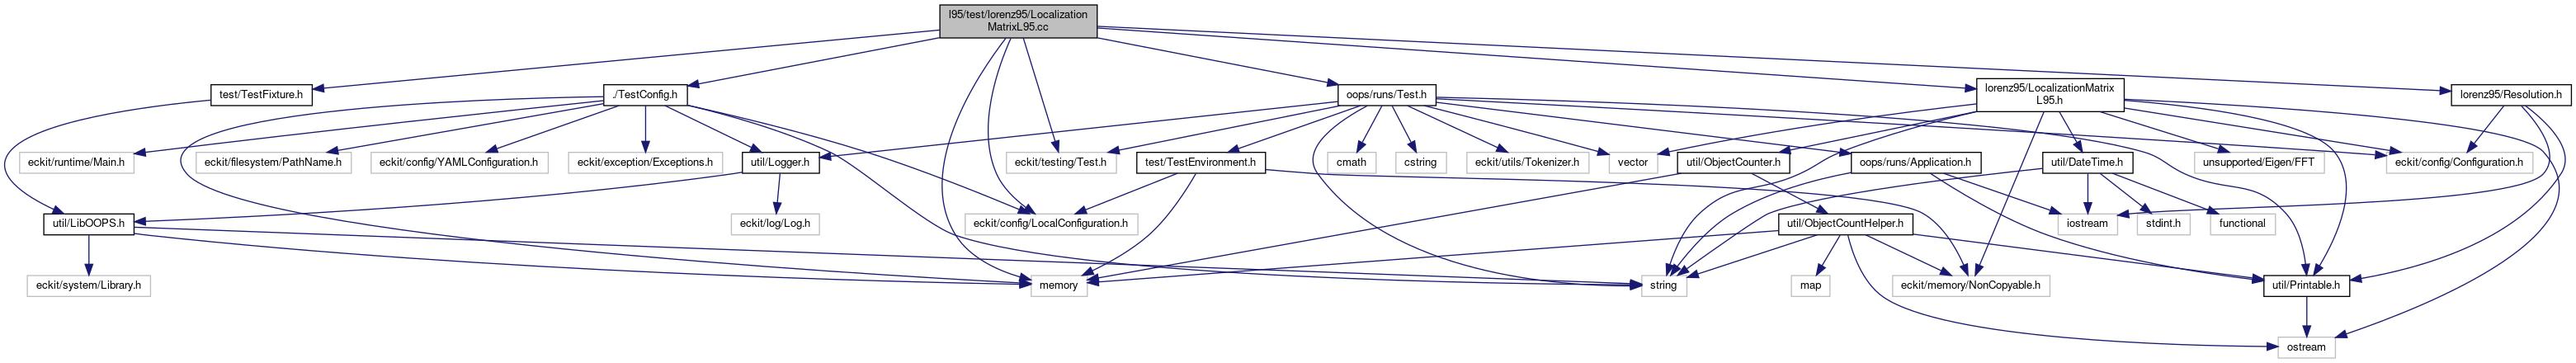 l95/test/lorenz95/Localization
MatrixL95.cc
test/TestFixture.h
./TestConfig.h
oops/runs/Test.h
lorenz95/LocalizationMatrix
L95.h
lorenz95/Resolution.h
eckit/runtime/Main.h
eckit/filesystem/PathName.h
eckit/config/YAMLConfiguration.h
eckit/exception/Exceptions.h
util/Logger.h
eckit/testing/Test.h
test/TestEnvironment.h
cmath
cstring
eckit/utils/Tokenizer.h
vector
util/ObjectCounter.h
oops/runs/Application.h
util/DateTime.h
unsupported/Eigen/FFT
eckit/config/Configuration.h
util/LibOOPS.h
eckit/log/Log.h
eckit/config/LocalConfiguration.h
util/ObjectCountHelper.h
iostream
stdint.h
functional
eckit/system/Library.h
memory
string
map
eckit/memory/NonCopyable.h
util/Printable.h
ostream